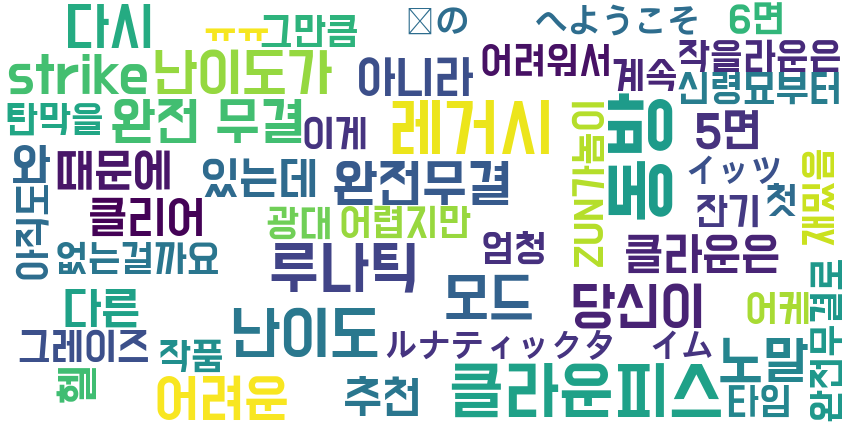 다시
ㅠㅠ
그만큼
の
へようこそ
6면
strike
난이도가
아니라
어려워서
계속
작을라운은
신령묘부터
탄막을
완전 무결
이게
레거시
동방
ZUN가놈이
5면
와
때문에
있는데
완전무결
イッツ
첫
재밌음
아직도
클리어
광대
어렵지만
잔기
없는걸까요
루나틱
엄청
클라운은
다른
모드
당신이
어케
결로
그레이즈
작품
난이도
ルナティックタ
イム
노말
완전무
헬
어려운
추천
클라운피스
타임